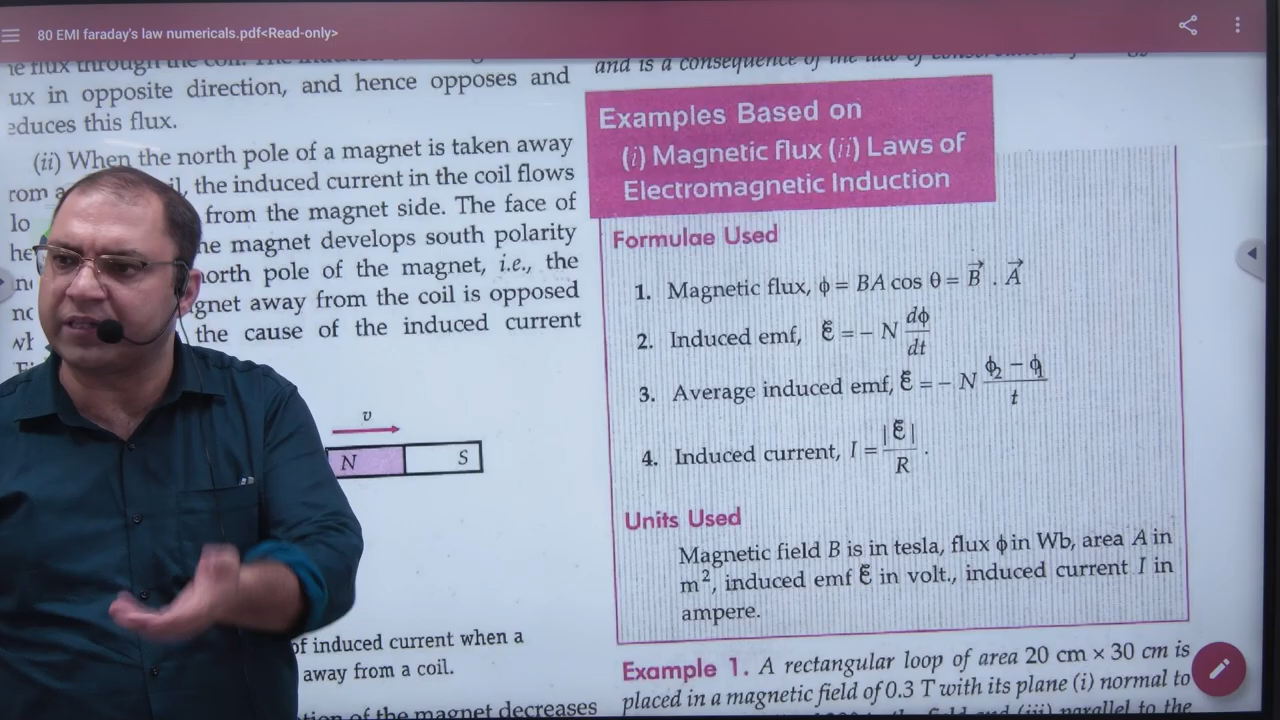 80 EMI faraday's law numericals.pdf<Read-only>
ux in opposite direction, and hence opposes and
educes this flux.
(ii) When the north pole of a magnet is taken away
the induced current in the coil flows
from the magnet side. The face of
he magnet develops south polarity
north pole of the magnet, i.e., the
gnet away from the coil is opposed
the cause of the induced current
v
N S
of induced current when a
away from a coil.
of the magnet decreases
Examples Based on
(i) Magnetic flux (ii) Laws of
Electromagnetic Induction
Formulae Used
1. Magnetic flux, ϕ = BA cos θ = B⃗ . A⃗
2. Induced emf, ℰ = − N dϕ/dt
3. Average induced emf, ℰ = − N (ϕ₂ − ϕ₁)/t
4. Induced current, I = |ℰ|/R .
Units Used
Magnetic field B is in tesla, flux ϕ in Wb, area A in
m², induced emf ℰ in volt., induced current I in
ampere.
Example 1. A rectangular loop of area 20 cm × 30 cm is
placed in a magnetic field of 0.3 T with its plane (i) normal to
field and (iii) parallel to the